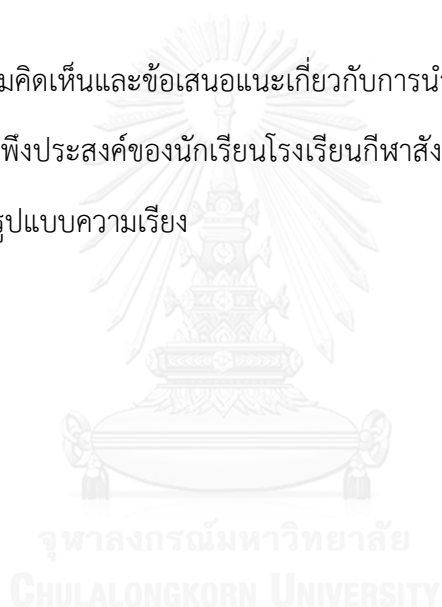 มคิดเห็นและข้อเสนอแนะเกี่ยวกับการนำ
พึงประสงค์ของนักเรียนโรงเรียนกีฬาสัง
รูปแบบความเรียง
จุฬาลงกรณ์มหาวิทยาลัย
CHULALONGKORN UNIVERSITY